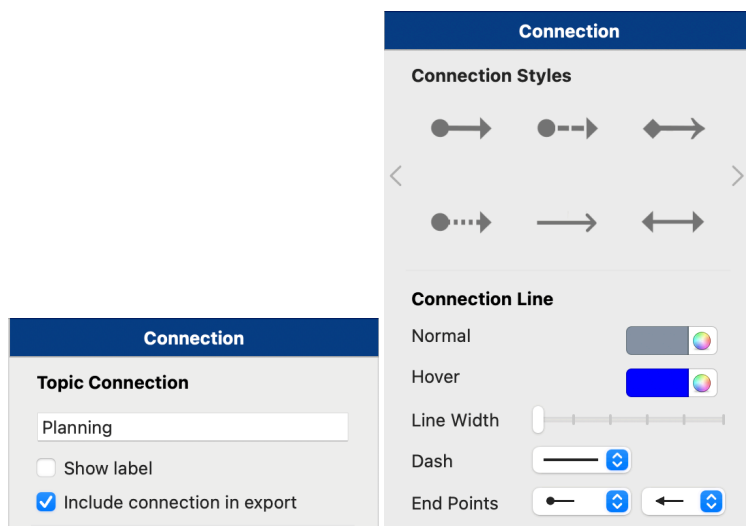 Connection
Topic Connection
Planning
Show label
Include connection in export
Connection
Connection Styles
Connection Line
Normal
Hover
Line Width
Dash
End Points